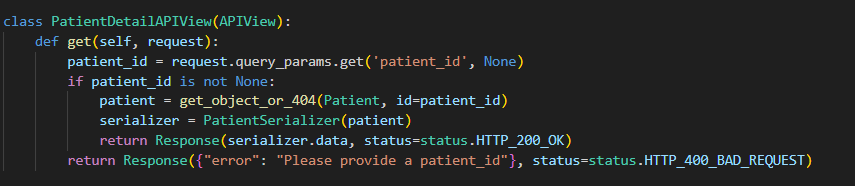 class PatientDetailAPIView(APIView):
    def get(self, request):
        patient_id = request.query_params.get('patient_id', None)
        if patient_id is not None:
            patient = get_object_or_404(Patient, id=patient_id)
            serializer = PatientSerializer(patient)
            return Response(serializer.data, status=status.HTTP_200_OK)
        return Response({"error": "Please provide a patient_id"}, status=status.HTTP_400_BAD_REQUEST)